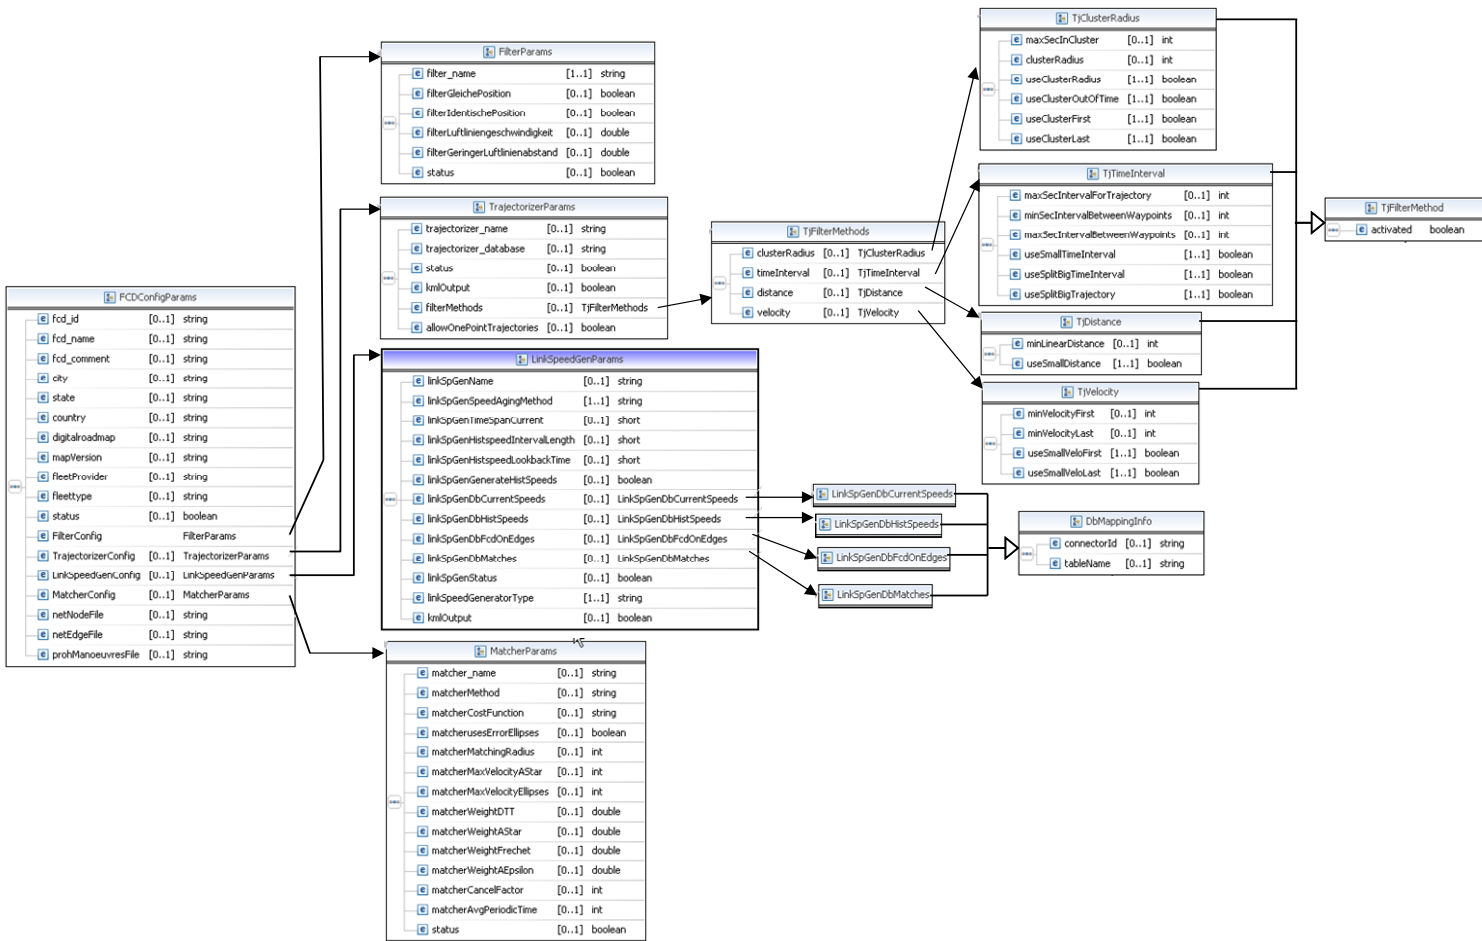 FCDConfigParams
fcd_id [0..1] string
fcd_name [0..1] string
fcd_comment [0..1] string
city [0..1] string
state [0..1] string
country [0..1] string
digitalroadmap [0..1] string
mapVersion [0..1] string
fleetProvider [0..1] string
fleettype [0..1] string
status [0..1] boolean
FilterConfig FilterParams
TrajectorizerConfig [0..1] TrajectorizerParams
LinkSpeedGenConfig [0..1] LinkSpeedGenParams
MatcherConfig [0..1] MatcherParams
netNodeFile [0..1] string
netEdgeFile [0..1] string
prohManoeuvresFile [0..1] string
FilterParams
filter_name [1..1] string
filterGleichePosition [0..1] boolean
filterIdentischePosition [0..1] boolean
filterLuftliniengeschwindigkeit [0..1] double
filterGeringerLuftlinienabstand [0..1] double
status [0..1] boolean
TrajectorizerParams
trajectorizer_name [0..1] string
trajectorizer_database [0..1] string
status [0..1] boolean
kmlOutput [0..1] boolean
filterMethods [0..1] TjFilterMethods
allowOnePointTrajectories [0..1] boolean
LinkSpeedGenParams
linkSpGenName [0..1] string
linkSpGenSpeedAgingMethod [1..1] string
linkSpGenTimeSpanCurrent [0..1] short
linkSpGenHistspeedIntervalLength [0..1] short
linkSpGenHistspeedLookbackTime [0..1] short
linkSpGenGenerateHistSpeeds [0..1] boolean
linkSpGenDbCurrentSpeeds [0..1] LinkSpGenDbCurrentSpeeds
linkSpGenDbHistSpeeds [0..1] LinkSpGenDbHistSpeeds
linkSpGenDbFcdOnEdges [0..1] LinkSpGenDbFcdOnEdges
linkSpGenDbMatches [0..1] LinkSpGenDbMatches
linkSpGenStatus [0..1] boolean
linkSpeedGeneratorType [1..1] string
kmlOutput [0..1] boolean
MatcherParams
matcher_name [0..1] string
matcherMethod [0..1] string
matcherCostFunction [0..1] string
matcherusesErrorEllipses [0..1] boolean
matcherMatchingRadius [0..1] int
matcherMaxVelocityAStar [0..1] int
matcherMaxVelocityEllipses [0..1] int
matcherWeightDTT [0..1] double
matcherWeightAStar [0..1] double
matcherWeightFrechet [0..1] double
matcherWeightAEpsilon [0..1] double
matcherCancelFactor [0..1] int
matcherAvgPeriodicTime [0..1] int
status [0..1] boolean
TjFilterMethods
clusterRadius [0..1] TjClusterRadius
timeInterval [0..1] TjTimeInterval
distance [0..1] TjDistance
velocity [0..1] TjVelocity
LinkSpGenDbCurrentSpeeds
LinkSpGenDbHistSpeeds
LinkSpGenDbFcdOnEdges
LinkSpGenDbMatches
TjClusterRadius
maxSecInCluster [0..1] int
clusterRadius [0..1] int
useClusterRadius [1..1] boolean
useClusterOutOfTime [1..1] boolean
useClusterFirst [1..1] boolean
useClusterLast [1..1] boolean
TjTimeInterval
maxSecIntervalForTrajectory [0..1] int
minSecIntervalBetweenWaypoints [0..1] int
maxSecIntervalBetweenWaypoints [0..1] int
useSmallTimeInterval [1..1] boolean
useSplitBigTimeInterval [1..1] boolean
useSplitBigTrajectory [1..1] boolean
TjDistance
minLinearDistance [0..1] int
useSmallDistance [1..1] boolean
TjVelocity
minVelocityFirst [0..1] int
minVelocityLast [0..1] int
useSmallVeloFirst [1..1] boolean
useSmallVeloLast [1..1] boolean
DbMappingInfo
connectorId [0..1] string
tableName [0..1] string
TjFilterMethod
activated boolean